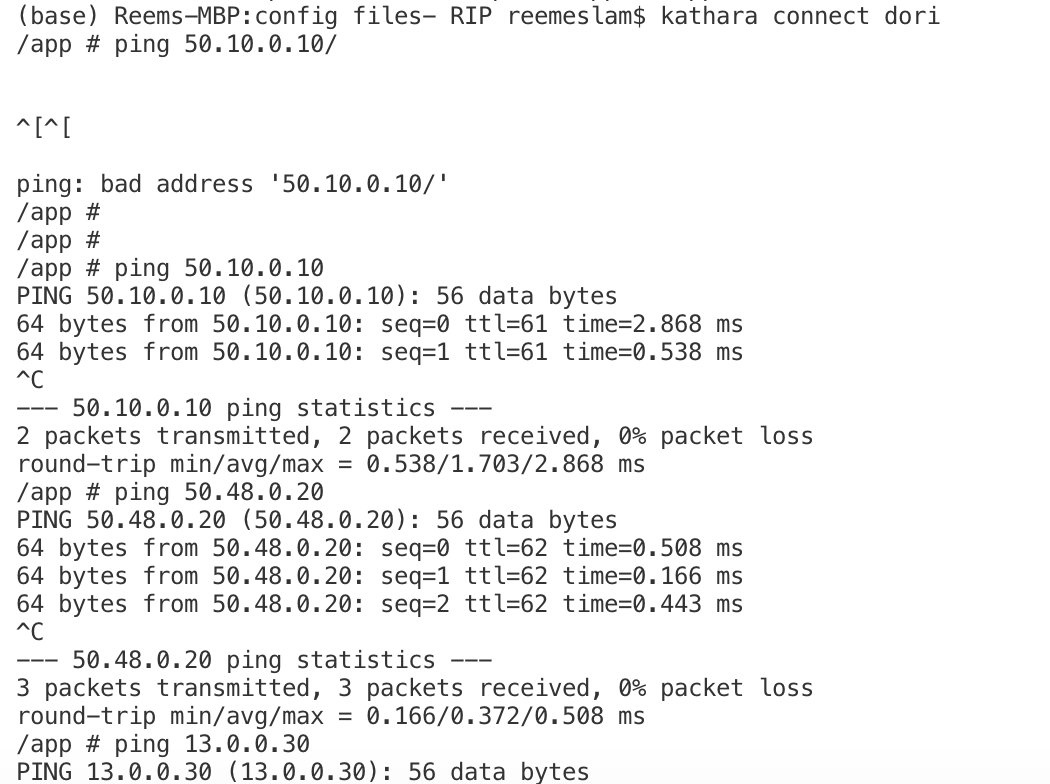 (base) Reems-MBP:config files- RIP reemeslam$ kathara connect dori
/app # ping 50.10.0.10/
^[^[
ping: bad address '50.10.0.10/'
/app #
/app #
/app # ping 50.10.0.10
PING 50.10.0.10 (50.10.0.10): 56 data bytes
64 bytes from 50.10.0.10: seq=0 ttl=61 time=2.868 ms
64 bytes from 50.10.0.10: seq=1 ttl=61 time=0.538 ms
^C
--- 50.10.0.10 ping statistics ---
2 packets transmitted, 2 packets received, 0% packet loss
round-trip min/avg/max = 0.538/1.703/2.868 ms
/app # ping 50.48.0.20
PING 50.48.0.20 (50.48.0.20): 56 data bytes
64 bytes from 50.48.0.20: seq=0 ttl=62 time=0.508 ms
64 bytes from 50.48.0.20: seq=1 ttl=62 time=0.166 ms
64 bytes from 50.48.0.20: seq=2 ttl=62 time=0.443 ms
^C
--- 50.48.0.20 ping statistics ---
3 packets transmitted, 3 packets received, 0% packet loss
round-trip min/avg/max = 0.166/0.372/0.508 ms
/app # ping 13.0.0.30
PING 13.0.0.30 (13.0.0.30): 56 data bytes